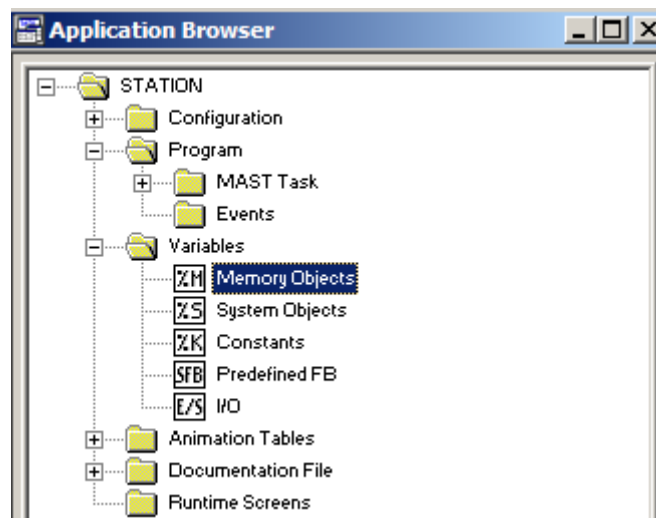 Application Browser
STATION
Configuration
Program
MAST Task
Events
Variables
%M Memory Objects
%S System Objects
%K Constants
SFB Predefined FB
E/S I/O
Animation Tables
Documentation File
Runtime Screens